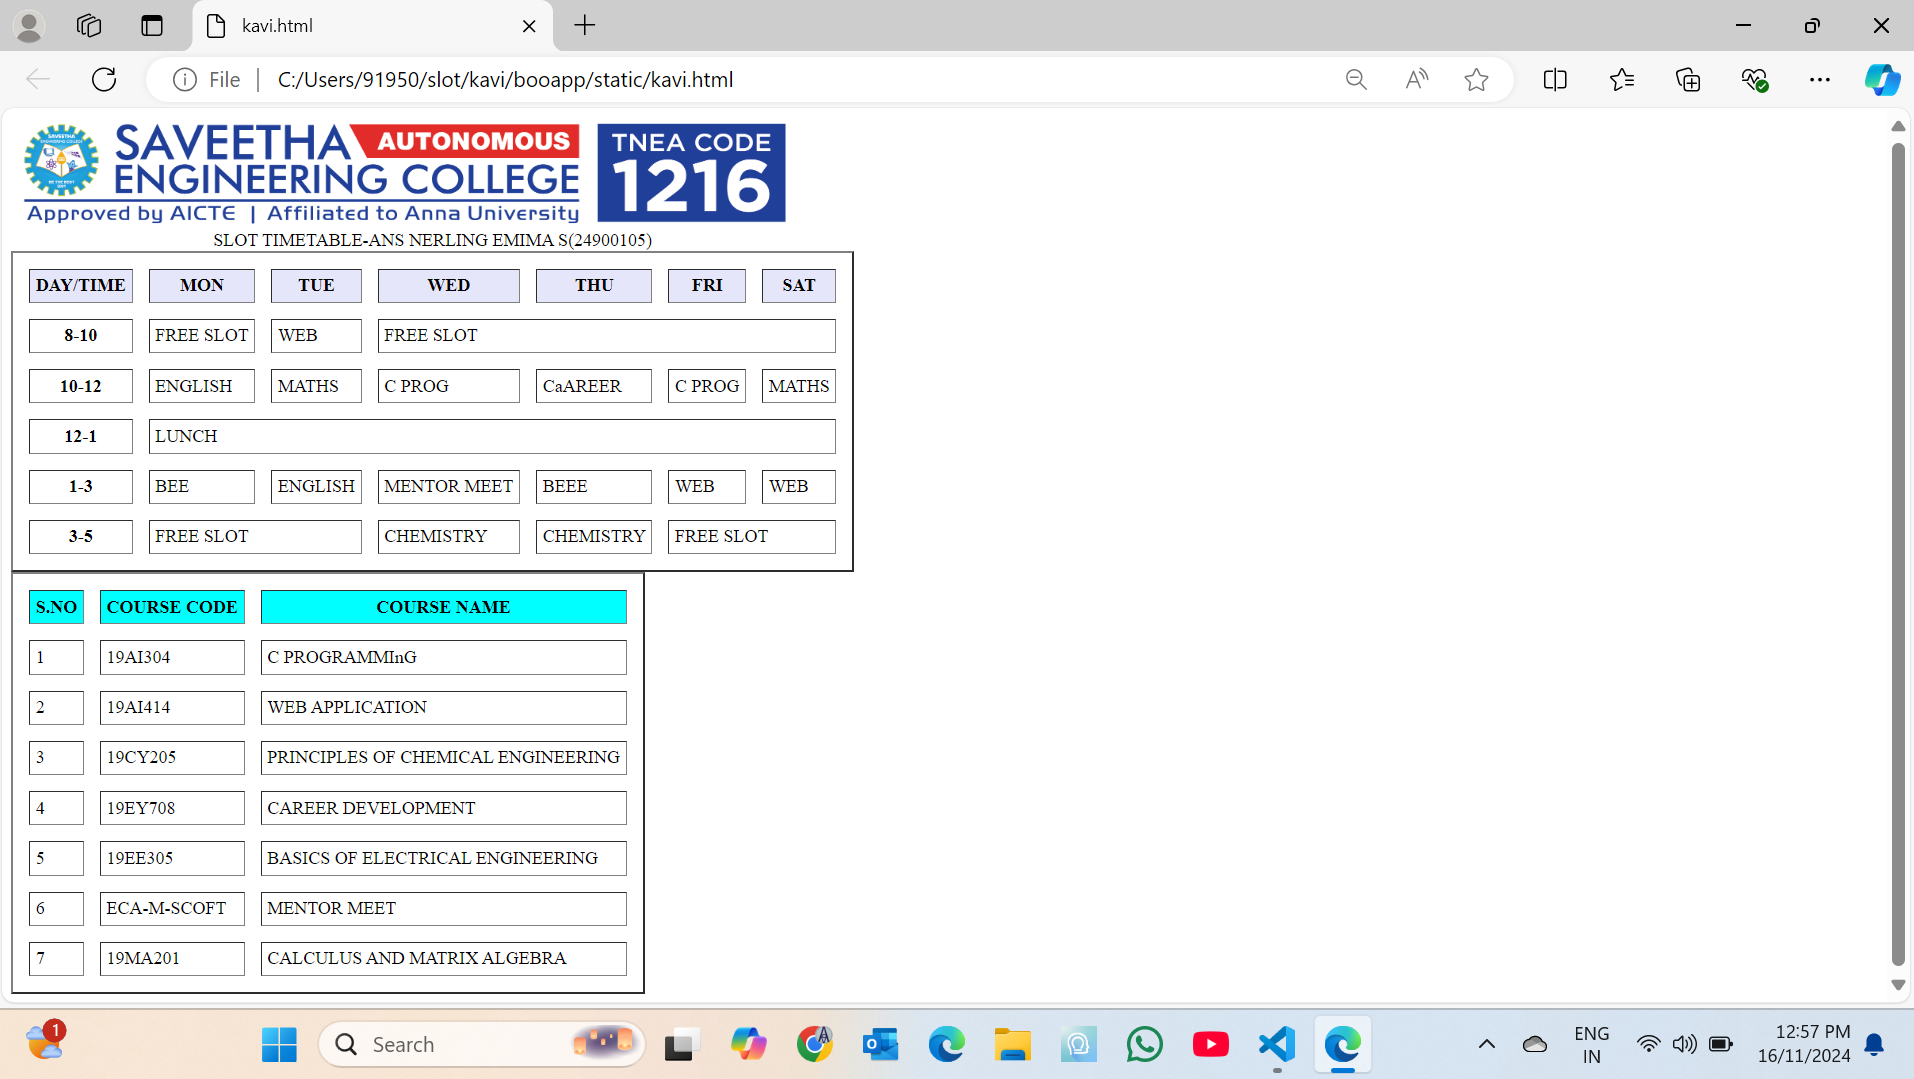 kavi.html
File
C:/Users/91950/slot/kavi/booapp/static/kavi.html
SAVEETHA AUTONOMOUS
ENGINEERING COLLEGE
Approved by AICTE | Affiliated to Anna University
TNEA CODE
1216
SLOT TIMETABLE-ANS NERLING EMIMA S(24900105)
DAY/TIME MON TUE WED THU FRI SAT
8-10 FREE SLOT WEB FREE SLOT
10-12 ENGLISH MATHS C PROG CaAREER C PROG MATHS
12-1 LUNCH
1-3 BEE ENGLISH MENTOR MEET BEEE WEB WEB
3-5 FREE SLOT CHEMISTRY CHEMISTRY FREE SLOT
S.NO COURSE CODE COURSE NAME
1 19AI304 C PROGRAMMInG
2 19AI414 WEB APPLICATION
3 19CY205 PRINCIPLES OF CHEMICAL ENGINEERING
4 19EY708 CAREER DEVELOPMENT
5 19EE305 BASICS OF ELECTRICAL ENGINEERING
6 ECA-M-SCOFT MENTOR MEET
7 19MA201 CALCULUS AND MATRIX ALGEBRA
1
Search
ENG
IN
12:57 PM
16/11/2024